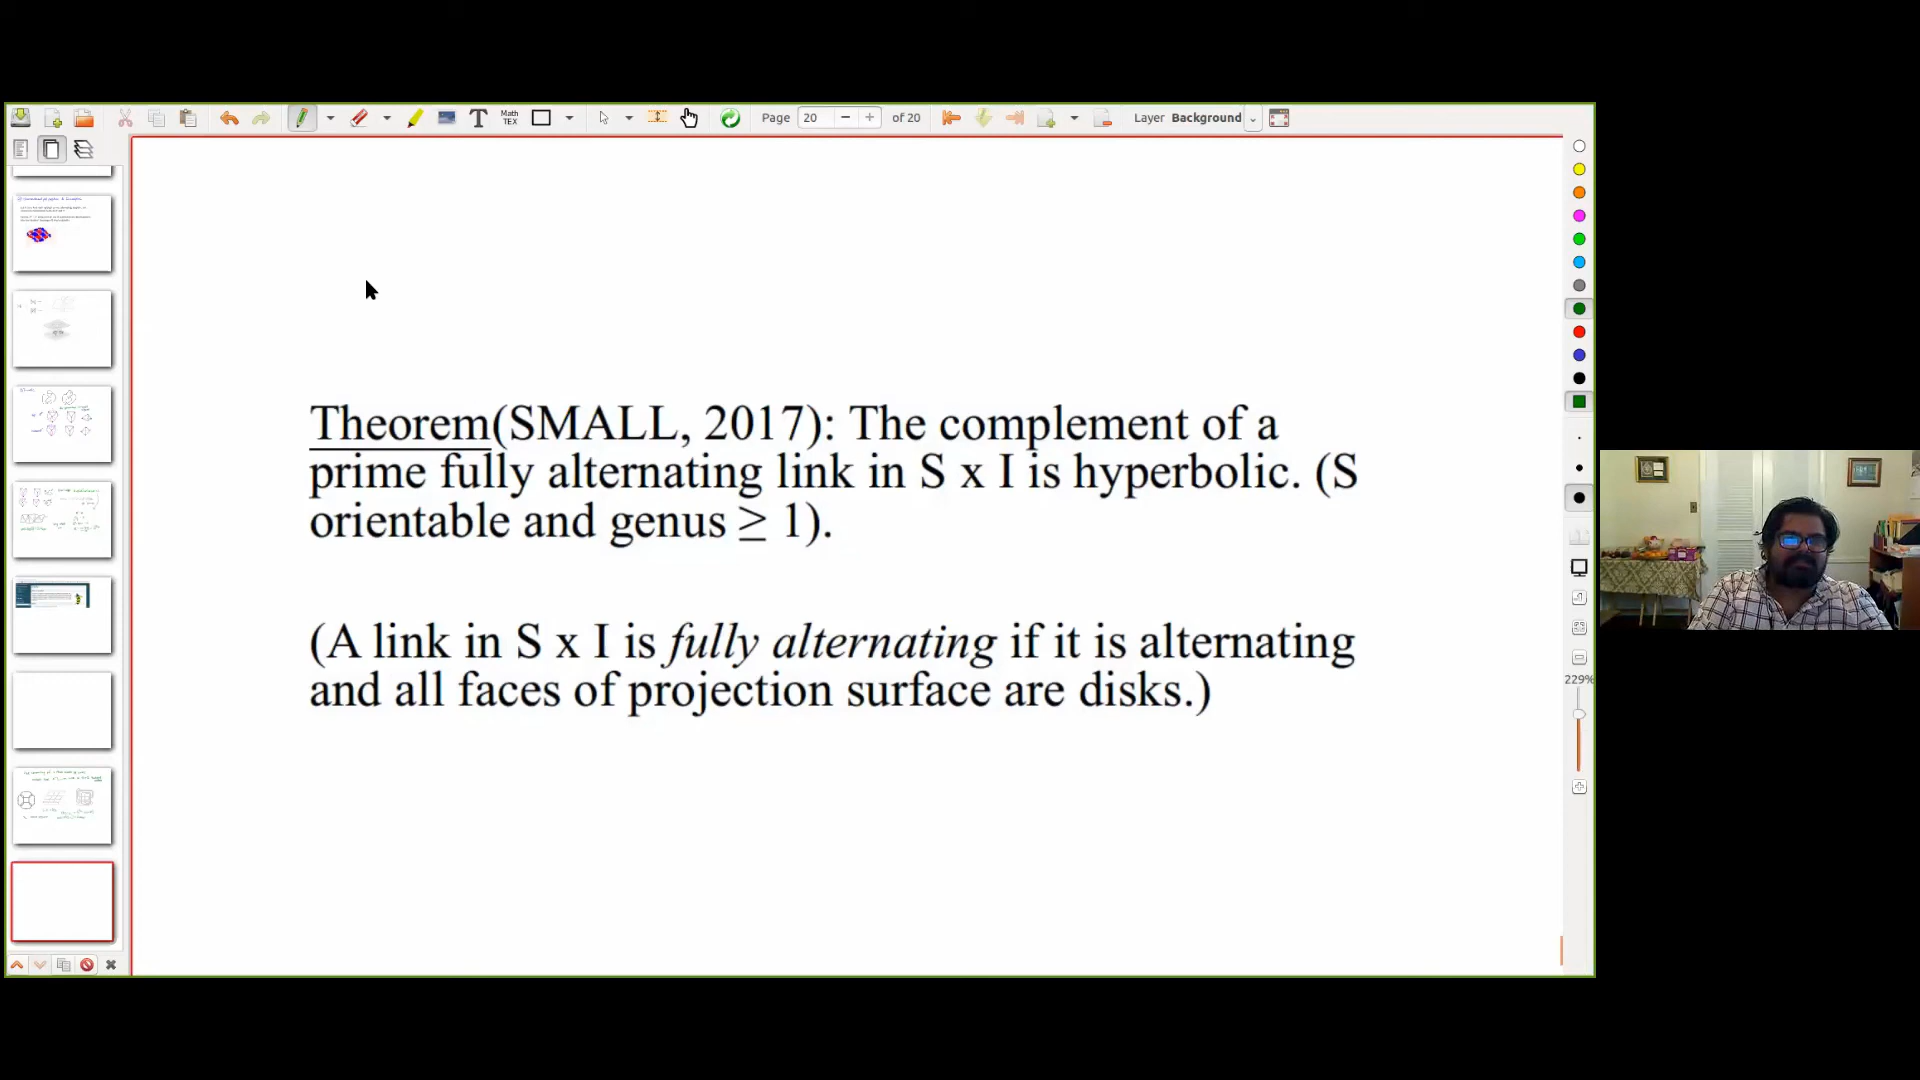 Math
TEX
Page 20 of 20
Layer Background
Theorem(SMALL, 2017): The complement of a
prime fully alternating link in S x I is hyperbolic. (S
orientable and genus ≥ 1).
(A link in S x I is fully alternating if it is alternating
and all faces of projection surface are disks.)
229%